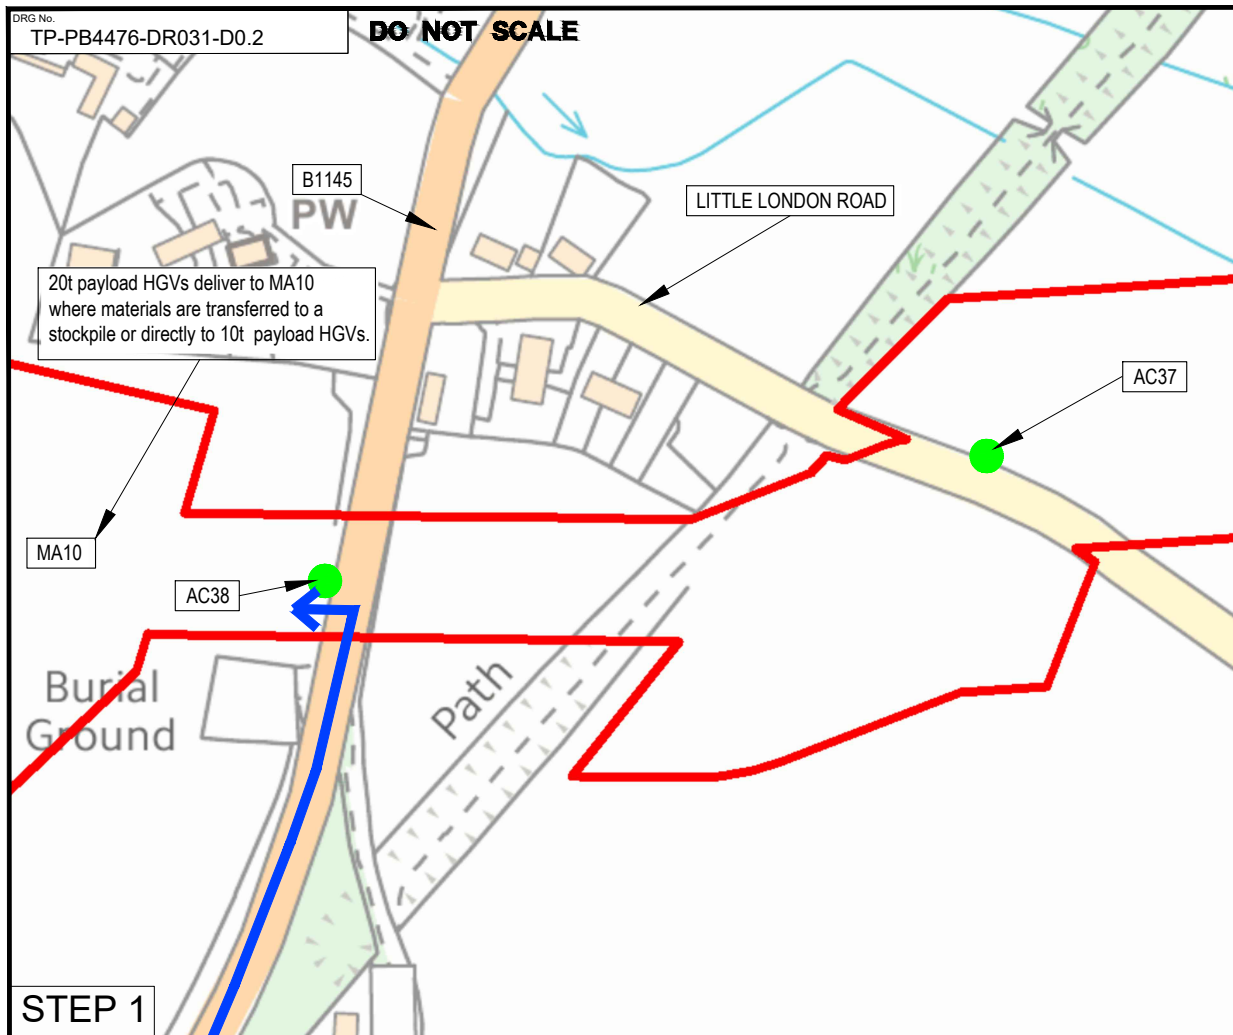 DRG No.
TP-PB4476-DR031-D0.2
DO NOT SCALE
B1145
PW
LITTLE LONDON ROAD
20t payload HGVs deliver to MA10
where materials are transferred to a
stockpile or directly to 10t payload HGVs.
AC37
MA10
AC38
Burial
Ground
Path
STEP 1